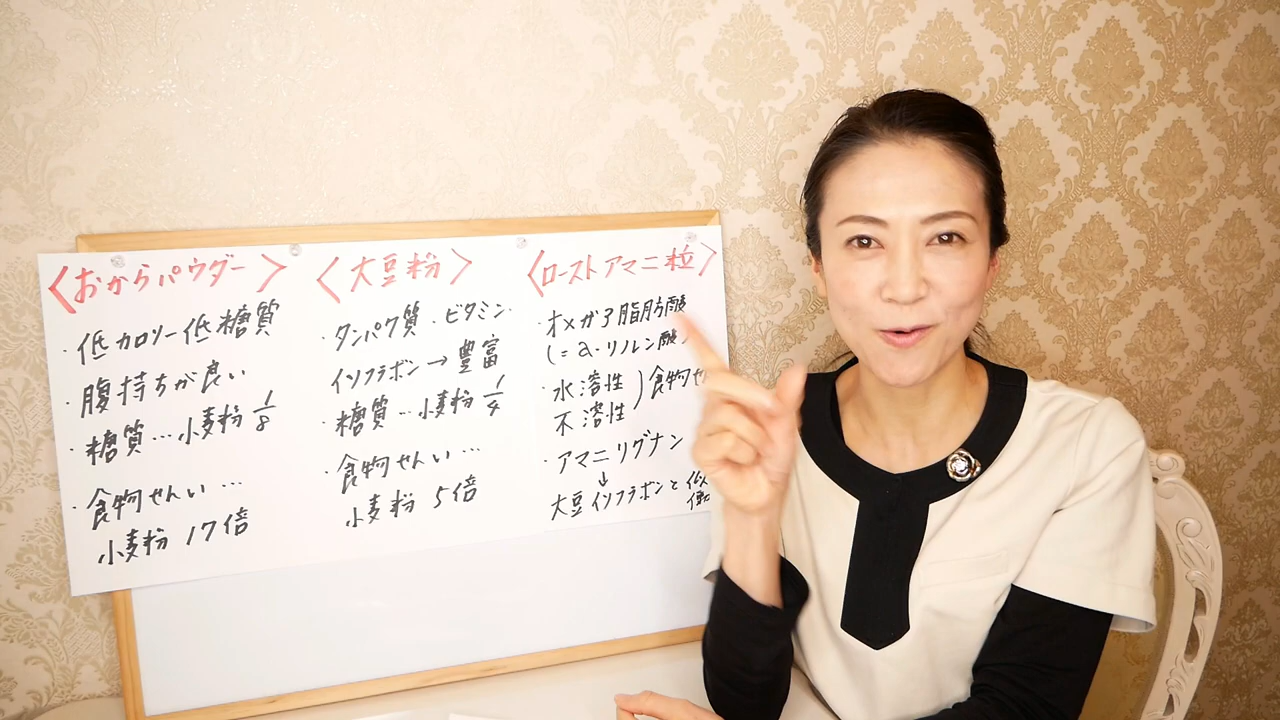 〈おからパウダー〉
・低カロリー低糖質
・腹持ちが良い
・糖質…小麦粉 1/8
・食物せんい…
小麦粉 17倍
〈大豆粉〉
・タンパク質・ビタミン・
イソフラボン→豊富
・糖質…小麦粉 1/4
・食物せんい…
小麦粉 5倍
〈ローストアマニ粒〉
・オメガ3脂肪酸
(=α-リノレン酸)
・水溶性
不溶性 )食物せ
・アマニリグナン
↓
大豆イソフラボンと似
働